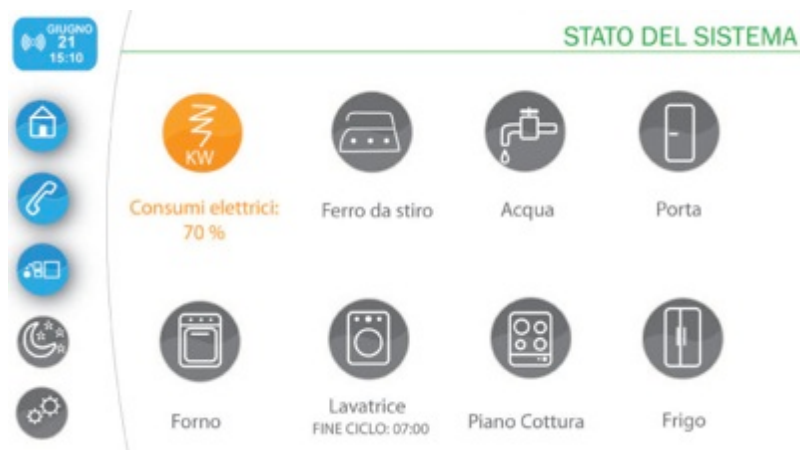 GIUGNO
21
15:10
STATO DEL SISTEMA
KW
Consumi elettrici:
70 %
Ferro da stiro
Acqua
Porta
Forno
Lavatrice
FINE CICLO: 07:00
Piano Cottura
Frigo